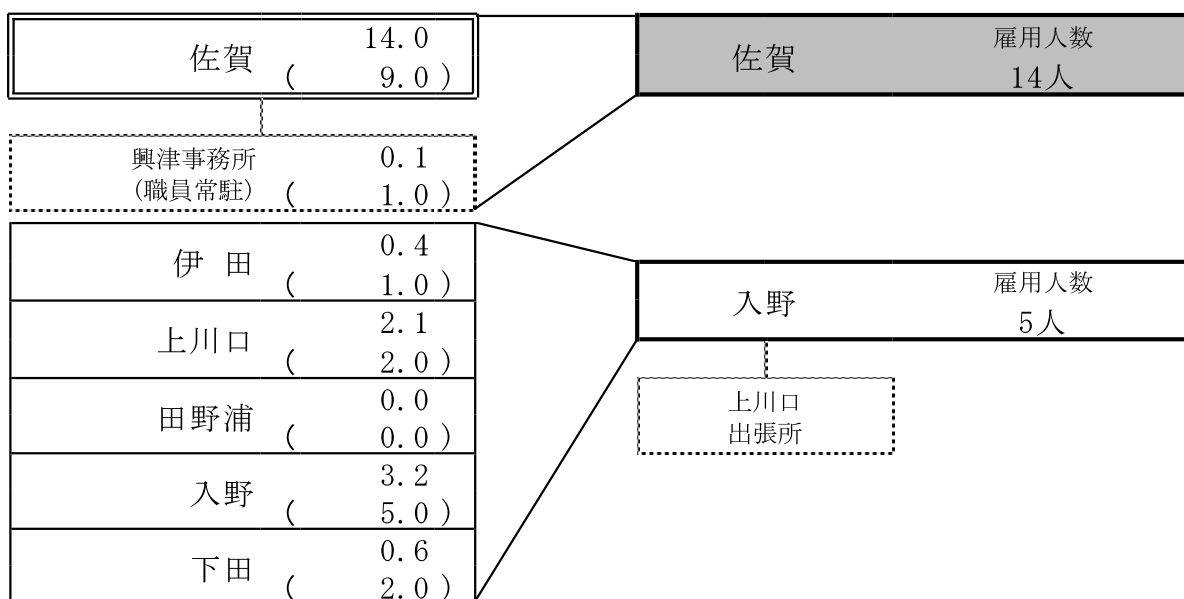 佐賀 14.0
( 9.0 )
興津事務所 0.1
(職員常駐) ( 1.0 )
伊 田 0.4
( 1.0 )
上川口 2.1
( 2.0 )
田野浦 0.0
( 0.0 )
入野 3.2
( 5.0 )
下田 0.6
( 2.0 )
佐賀 雇用人数
14人
入野 雇用人数
5人
上川口
出張所